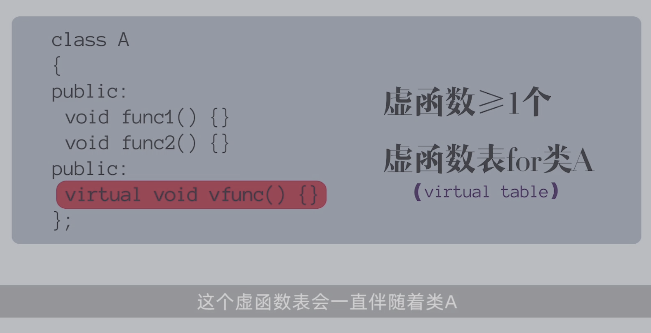 class A
{
public:
void func1() {}
void func2() {}
public:
virtual void vfunc() {}
};
虚函数≥1个
虚函数表for类A
(virtual table)
这个虚函数表会一直伴随着类A